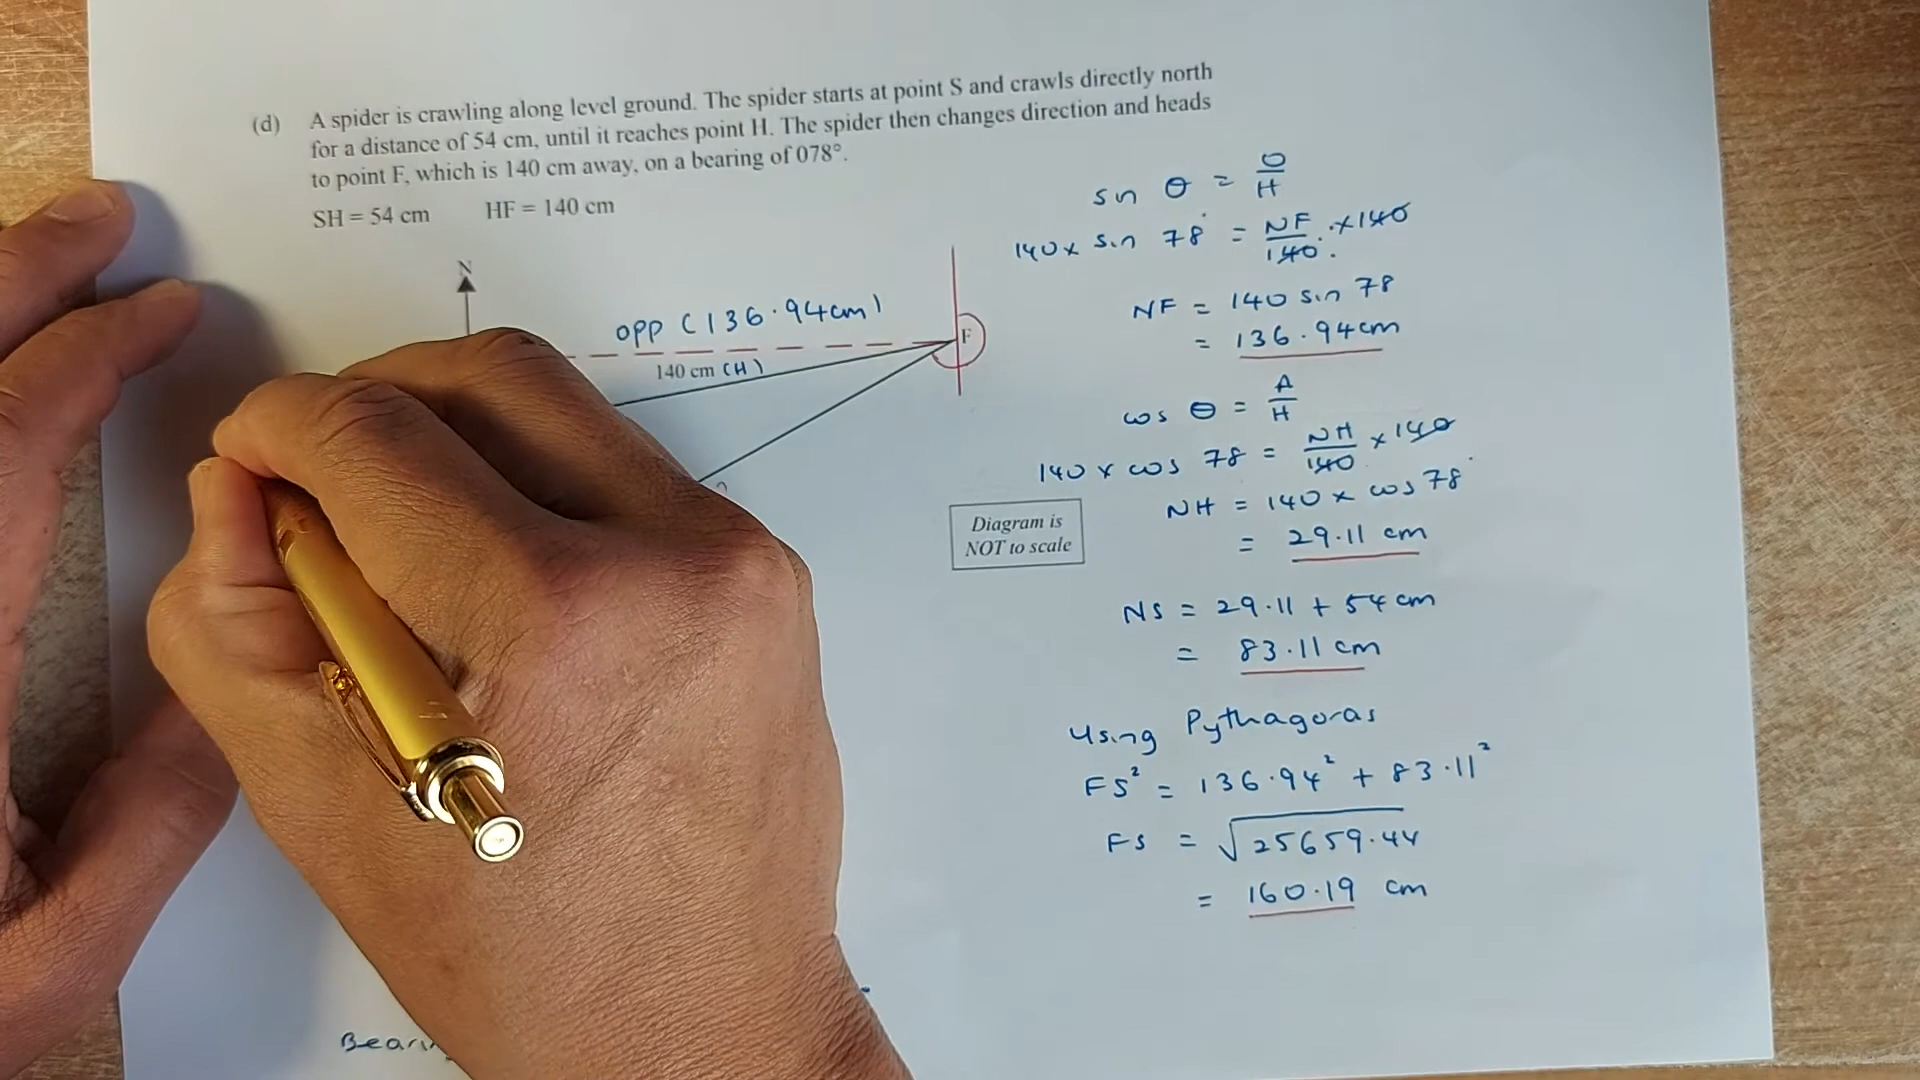 (d) A spider is crawling along level ground. The spider starts at point S and crawls directly north
for a distance of 54 cm, until it reaches point H. The spider then changes direction and heads
to point F, which is 140 cm away, on a bearing of 078°.
SH = 54 cm HF = 140 cm
N
opp (136.94cm)
F
140 cm (H)
Diagram is
NOT to scale
sin θ = O/H
140 x sin 78° = NF/140 . x140
NF = 140 sin 78
= 136.94cm
cos θ = A/H
140 x cos 78 = NH/140 x 140
NH = 140 x cos 78°
= 29.11 cm
NS = 29.11 + 54 cm
= 83.11 cm
Using Pythagoras
FS² = 136.94² + 83.11²
FS = √25659.44
= 160.19 cm